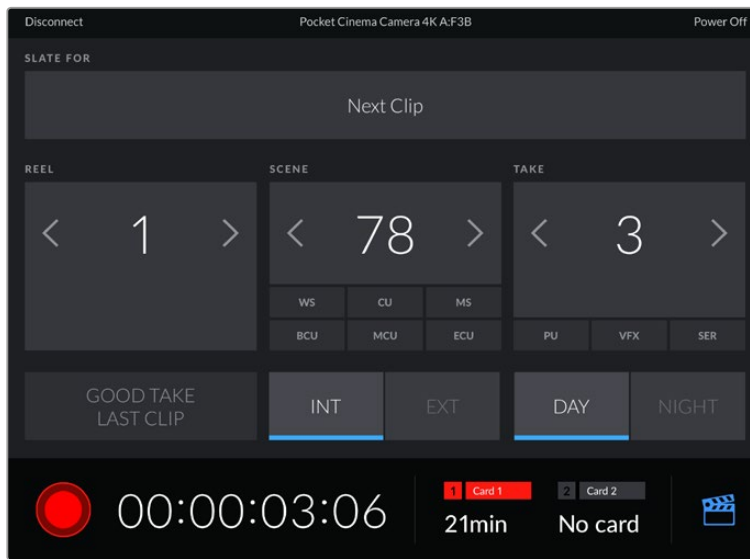 Disconnect Pocket Cinema Camera 4K A:F3B Power Off
SLATE FOR
Next Clip
REEL SCENE TAKE
1 78 3
WS CU MS
BCU MCU ECU PU VFX SER
GOOD TAKE
LAST CLIP
INT EXT DAY NIGHT
00:00:03:06
1 Card 1 2 Card 2
21min No card